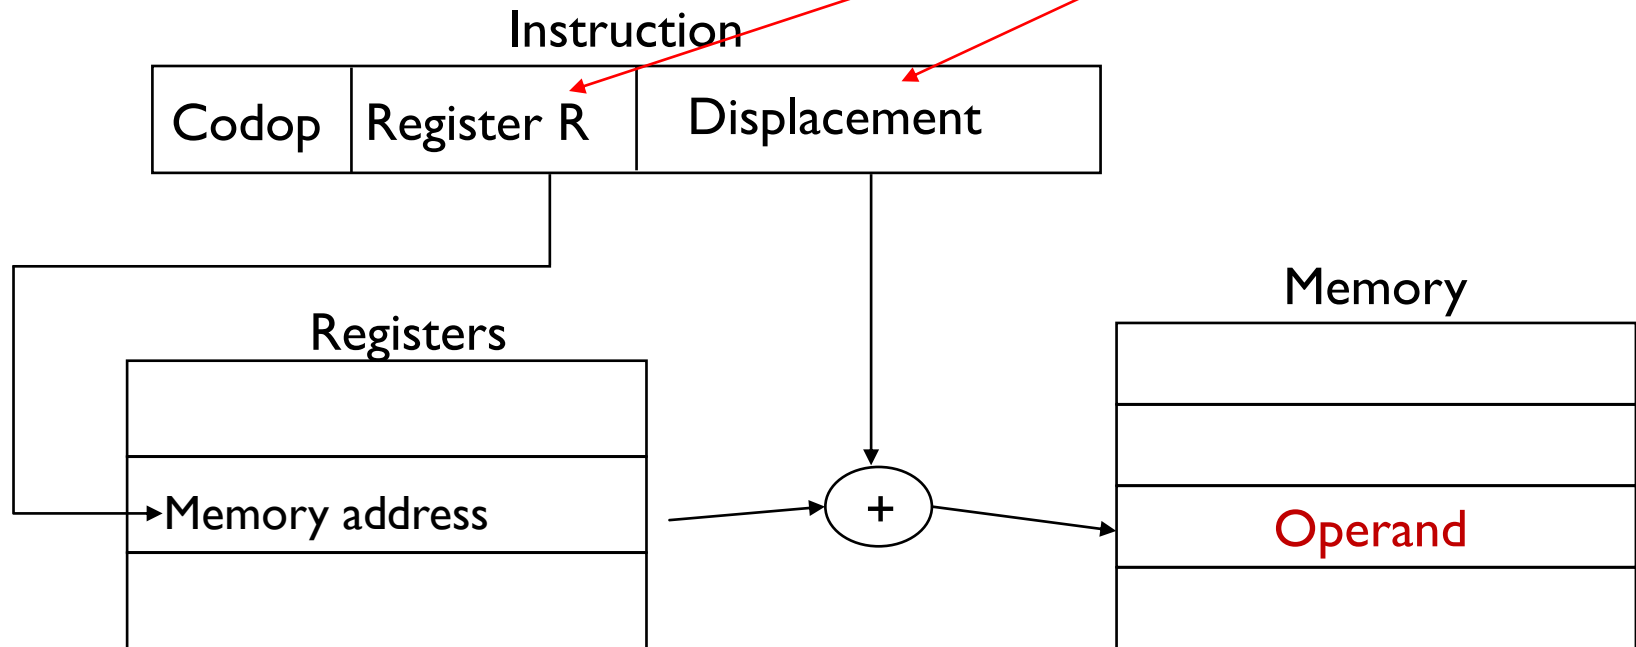 Instruction
Codop Register R Displacement
Memory
Registers
Memory address + Operand